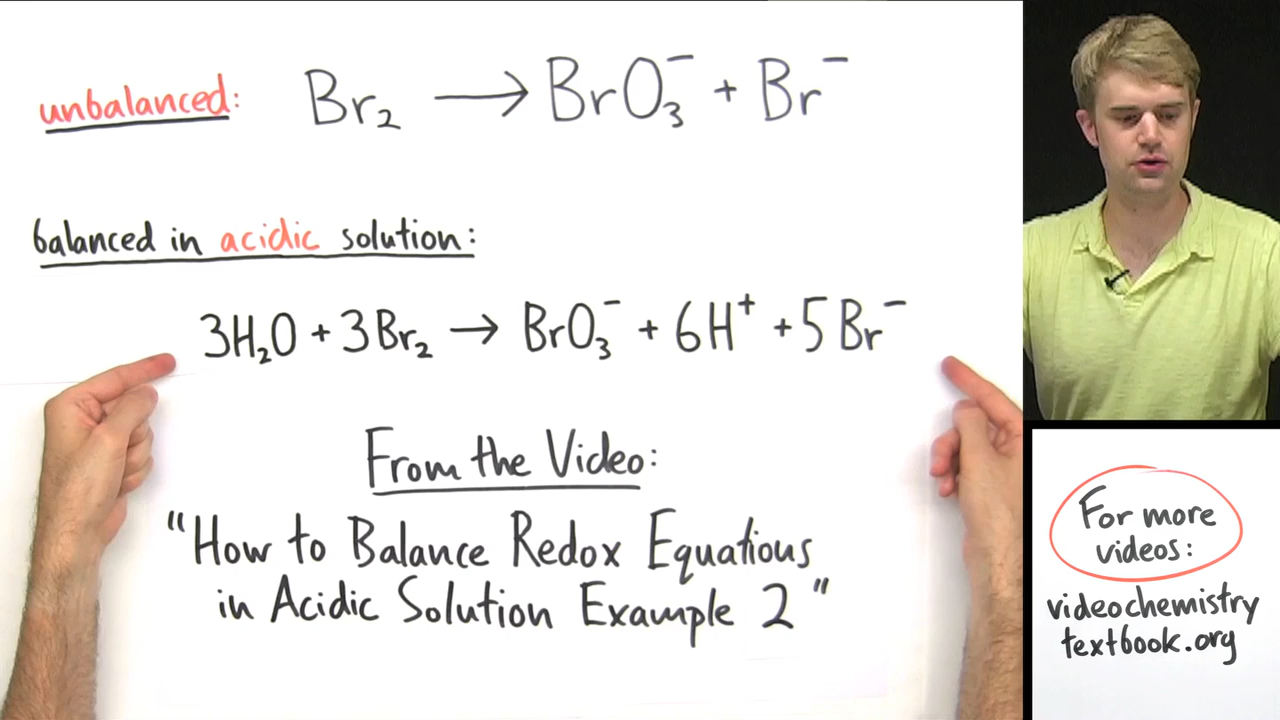 unbalanced: Br₂ → BrO₃⁻ + Br⁻
balanced in acidic solution:
3H₂O + 3Br₂ → BrO₃⁻ + 6H⁺ + 5Br⁻
From the Video:
"How to Balance Redox Equations
in Acidic Solution Example 2"
For more
videos:
videochemistry
textbook.org